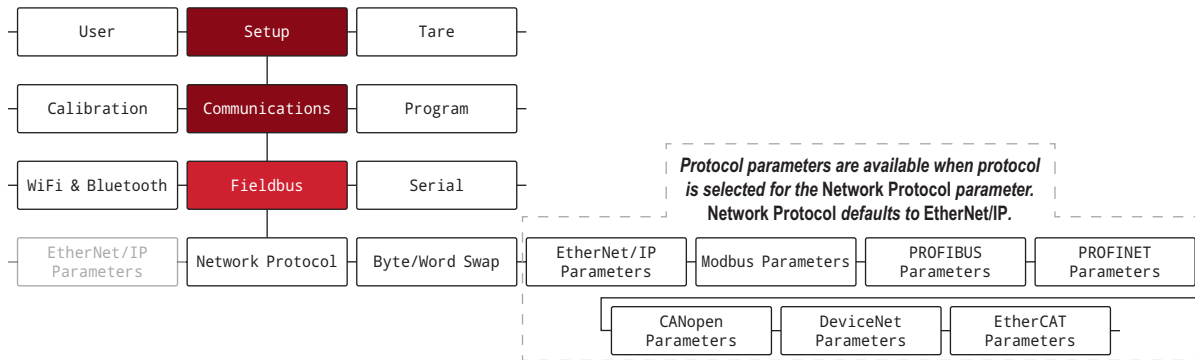 User
Setup
Tare
Calibration
Communications
Program
WiFi & Bluetooth
Fieldbus
Serial
Protocol parameters are available when protocol
is selected for the Network Protocol parameter.
Network Protocol defaults to EtherNet/IP.
EtherNet/IP
Parameters
Network Protocol
Byte/Word Swap
EtherNet/IP
Parameters
Modbus Parameters
PROFIBUS
Parameters
PROFINET
Parameters
CANopen
Parameters
DeviceNet
Parameters
EtherCAT
Parameters